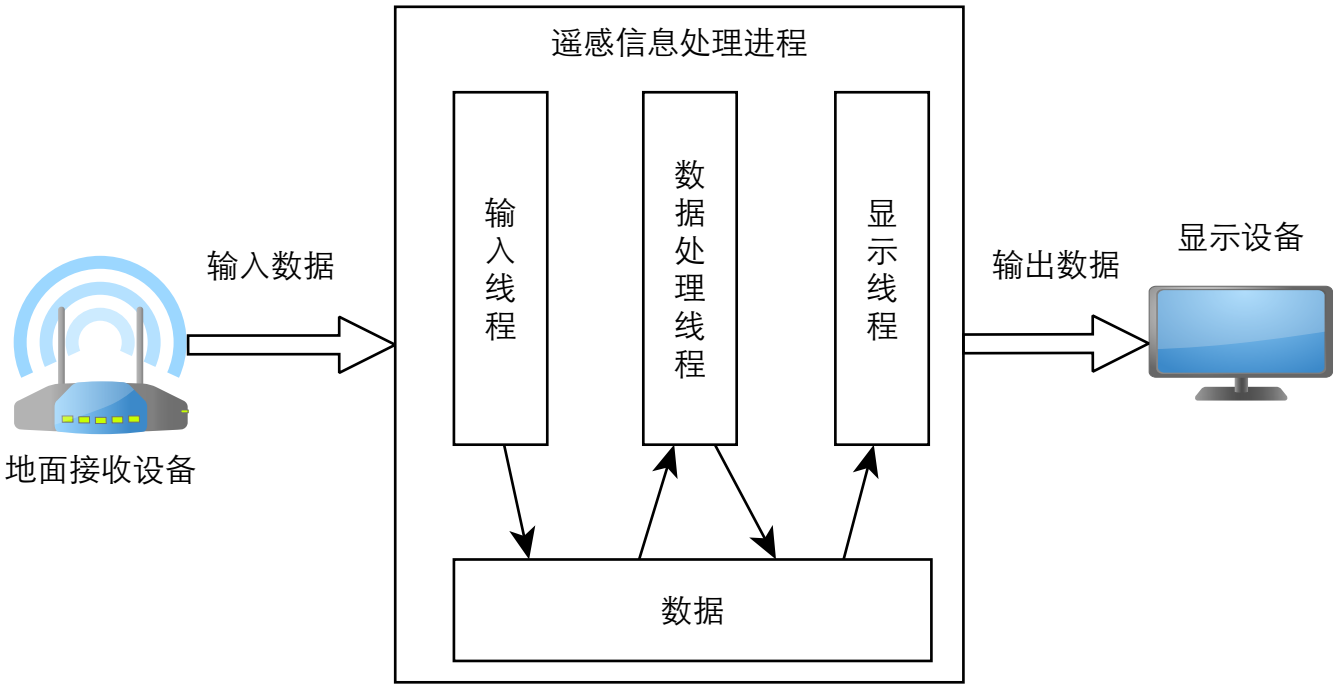 遥感信息处理进程
输入线程
数据处理线程
显示线程
输入数据
输出数据
显示设备
地面接收设备
数据